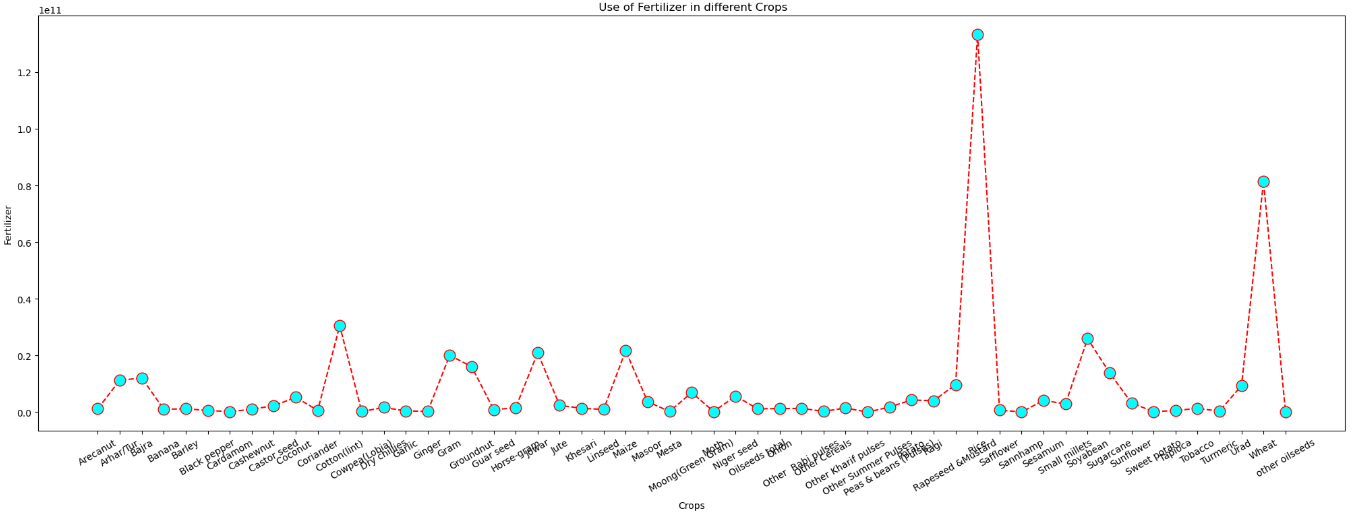 Use of Fertilizer in different Crops
1e11
1.2
1.0
0.8
0.6
0.4
0.2
0.0
Fertilizer
Arecanut
Arhar/Tur
Bajra
Banana
Barley
Black pepper
Cardamom
Cashewnut
Castor seed
Coconut
Coriander
Cotton(lint)
Cowpea(Lobia)
Dry chillies
Garlic
Ginger
Gram
Groundnut
Guar seed
Horse-gram
Jowar
Jute
Khesari
Linseed
Maize
Masoor
Mesta
Moong(Green Gram)
Moth
Niger seed
Oilseeds total
Onion
Other  Rabi pulses
Other Cereals
Other Kharif pulses
Other Summer Pulses
Peas & beans (Pulses)
Potato
Ragi
Rapeseed &Mustard
Rice
Safflower
Sannhamp
Sesamum
Small millets
Soyabean
Sugarcane
Sunflower
Sweet potato
Tapioca
Tobacco
Turmeric
Urad
Wheat
other oilseeds
Crops